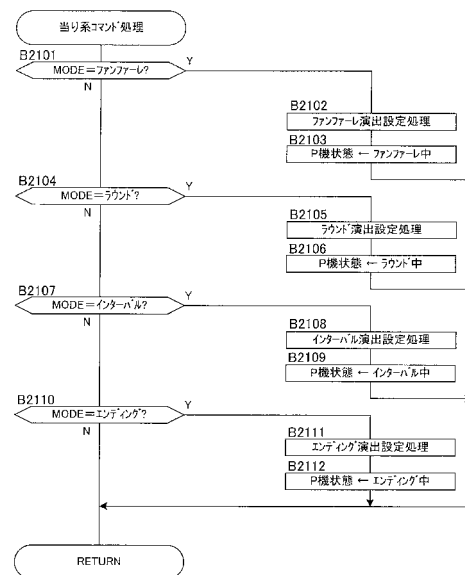 当り系ｺﾏﾝﾄﾞ処理
B2101
MODE＝ﾌｧﾝﾌｧｰﾚ?
Y
N
B2102
ﾌｧﾝﾌｧｰﾚ演出設定処理
B2103
P機状態 ← ﾌｧﾝﾌｧｰﾚ中
B2104
MODE＝ﾗｳﾝﾄﾞ?
Y
N
B2105
ﾗｳﾝﾄﾞ演出設定処理
B2106
P機状態 ← ﾗｳﾝﾄﾞ中
B2107
MODE＝ｲﾝﾀｰﾊﾞﾙ?
Y
N
B2108
ｲﾝﾀｰﾊﾞﾙ演出設定処理
B2109
P機状態 ← ｲﾝﾀｰﾊﾞﾙ中
B2110
MODE＝ｴﾝﾃﾞｨﾝｸﾞ?
Y
N
B2111
ｴﾝﾃﾞｨﾝｸﾞ演出設定処理
B2112
P機状態 ← ｴﾝﾃﾞｨﾝｸﾞ中
RETURN